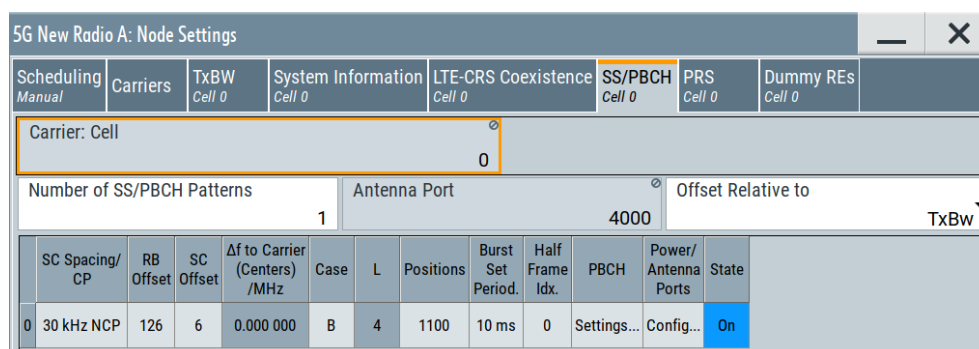 5G New Radio A: Node Settings
Scheduling Carriers TxBW System Information LTE-CRS Coexistence SS/PBCH PRS Dummy REs
Manual Cell 0 Cell 0 Cell 0 Cell 0 Cell 0 Cell 0
Carrier: Cell
0
Number of SS/PBCH Patterns Antenna Port Offset Relative to
1 4000 TxBw
SC Spacing/ RB SC Δf to Carrier Case L Positions Burst Half PBCH Power/ State
CP Offset Offset (Centers) Set Frame Antenna
/MHz Period. Idx. Ports
0 30 kHz NCP 126 6 0.000 000 B 4 1100 10 ms 0 Settings... Config... On